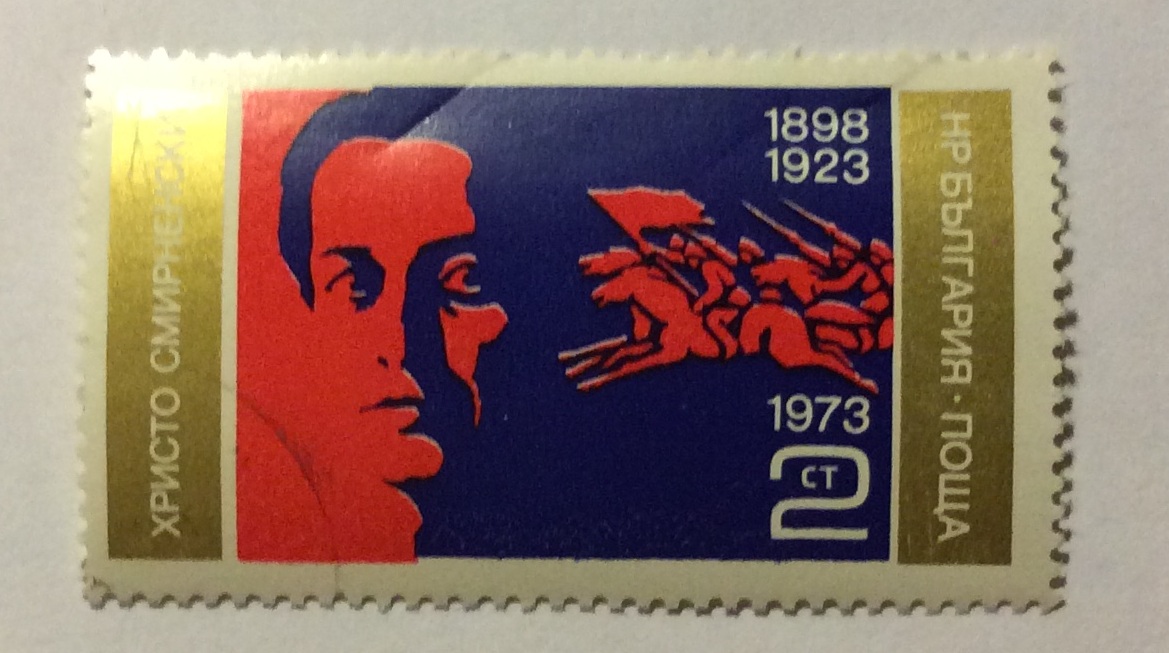 ХРИСТО СМИРНЕНСКИ
1898
1923
1973
2 СТ
НР БЪЛГАРИЯ · ПОЩА